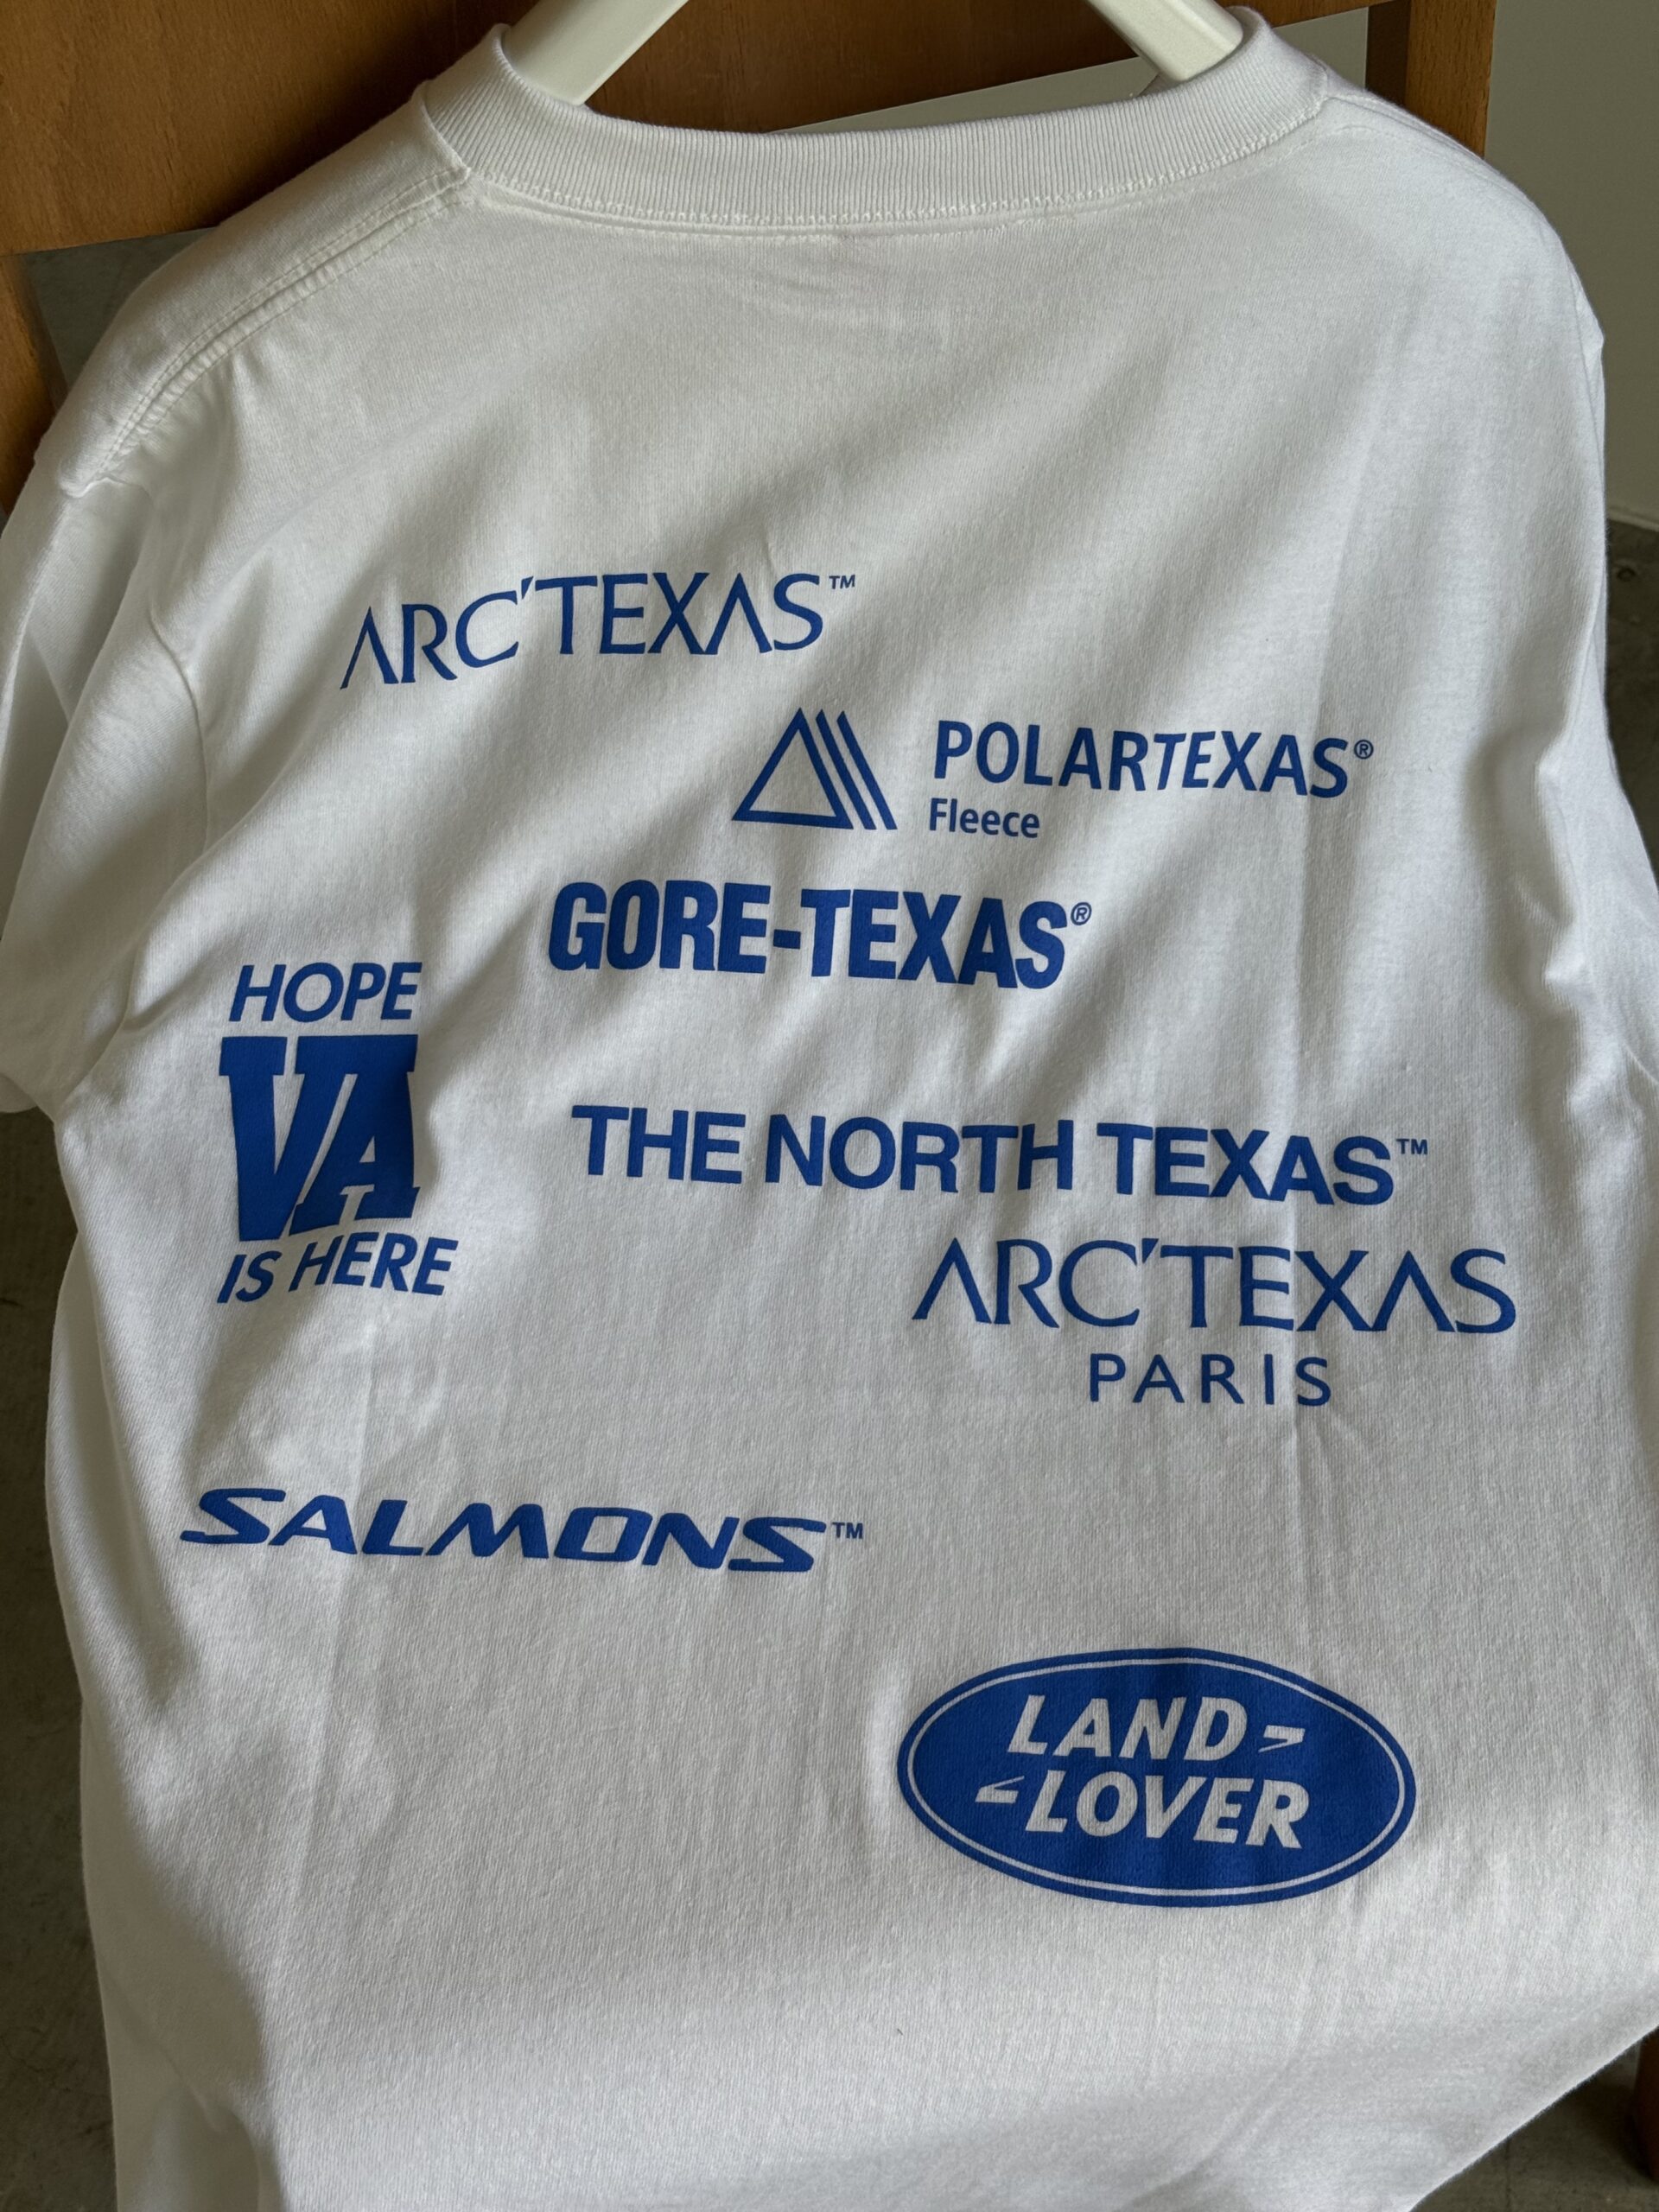 ARC'TEXAS™
POLARTEXAS®
Fleece
GORE-TEXAS®
HOPE
VA
IS HERE
THE NORTH TEXAS™
ARC'TEXAS
PARIS
SALMONS™
LAND
LOVER